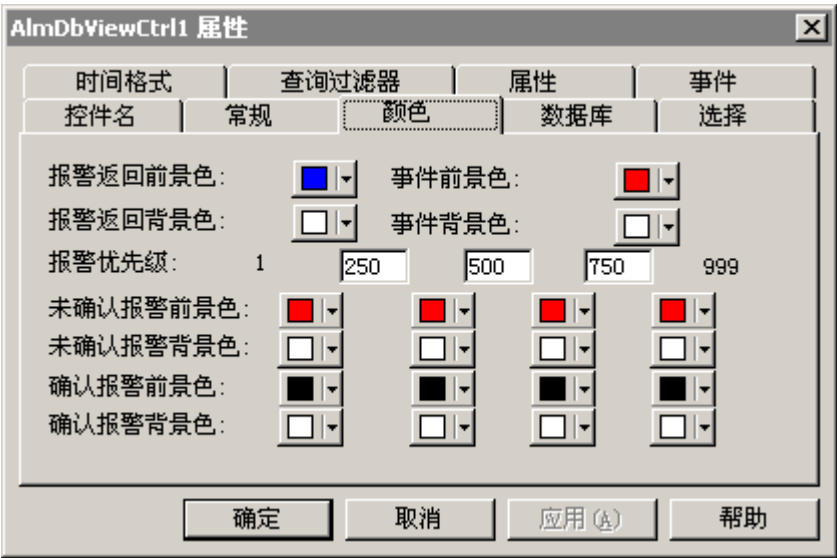 AlmDbViewCtrl1 属性
时间格式 查询过滤器 属性 事件
控件名 常规 颜色 数据库 选择
报警返回前景色: 事件前景色:
报警返回背景色: 事件背景色:
报警优先级: 1 250 500 750 999
未确认报警前景色:
未确认报警背景色:
确认报警前景色:
确认报警背景色:
确定 取消 应用(A) 帮助